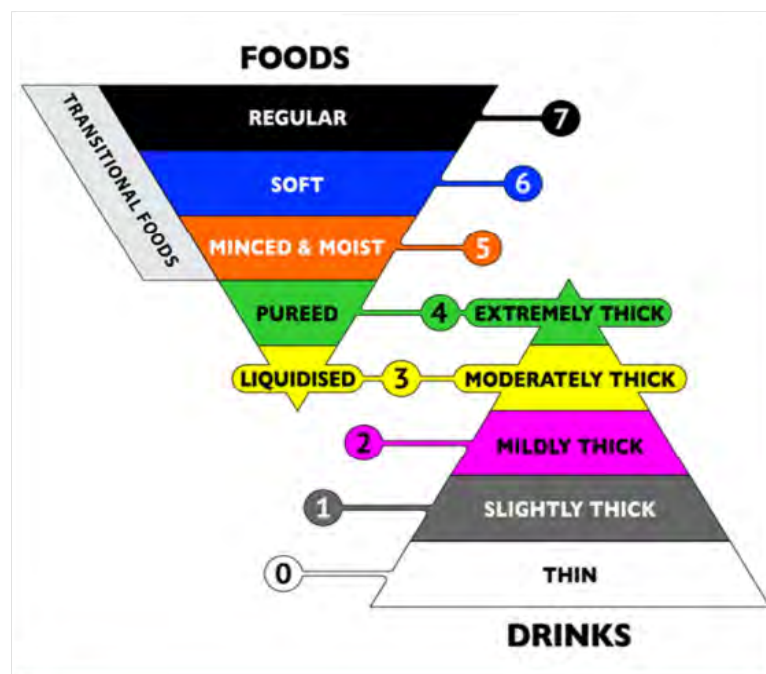 FOODS
TRANSITIONAL FOODS
REGULAR
7
SOFT
6
MINCED & MOIST
5
PUREED
4
EXTREMELY THICK
LIQUIDISED
3
MODERATELY THICK
2
MILDLY THICK
1
SLIGHTLY THICK
0
THIN
DRINKS